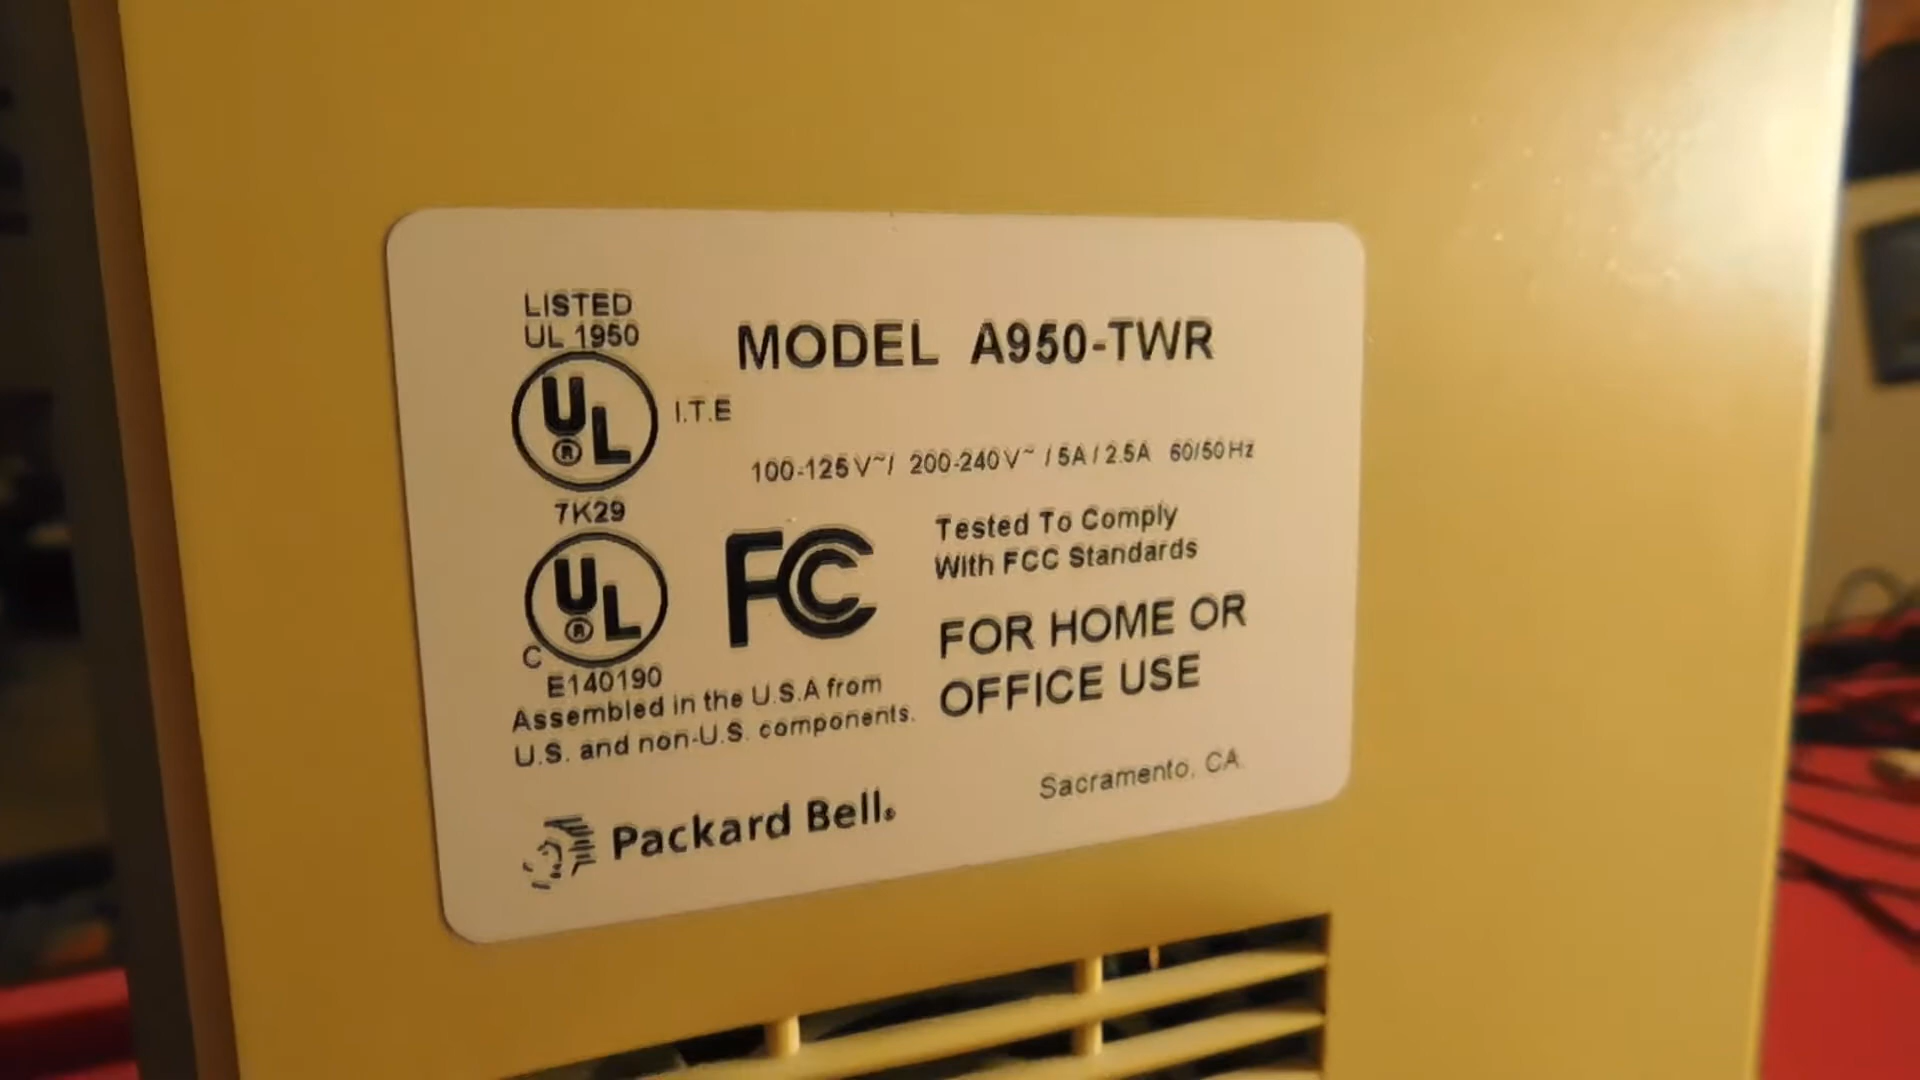 LISTED
UL 1950
MODEL A950-TWR
UL ®
I.T.E
100-125V~/ 200-240V~ /5A/2.5A 60/50Hz
7K29
FC
Tested To Comply
With FCC Standards
C UL ®
E140190
FOR HOME OR
OFFICE USE
Assembled in the U.S.A from
U.S. and non-U.S. components.
Packard Bell®
Sacramento, CA